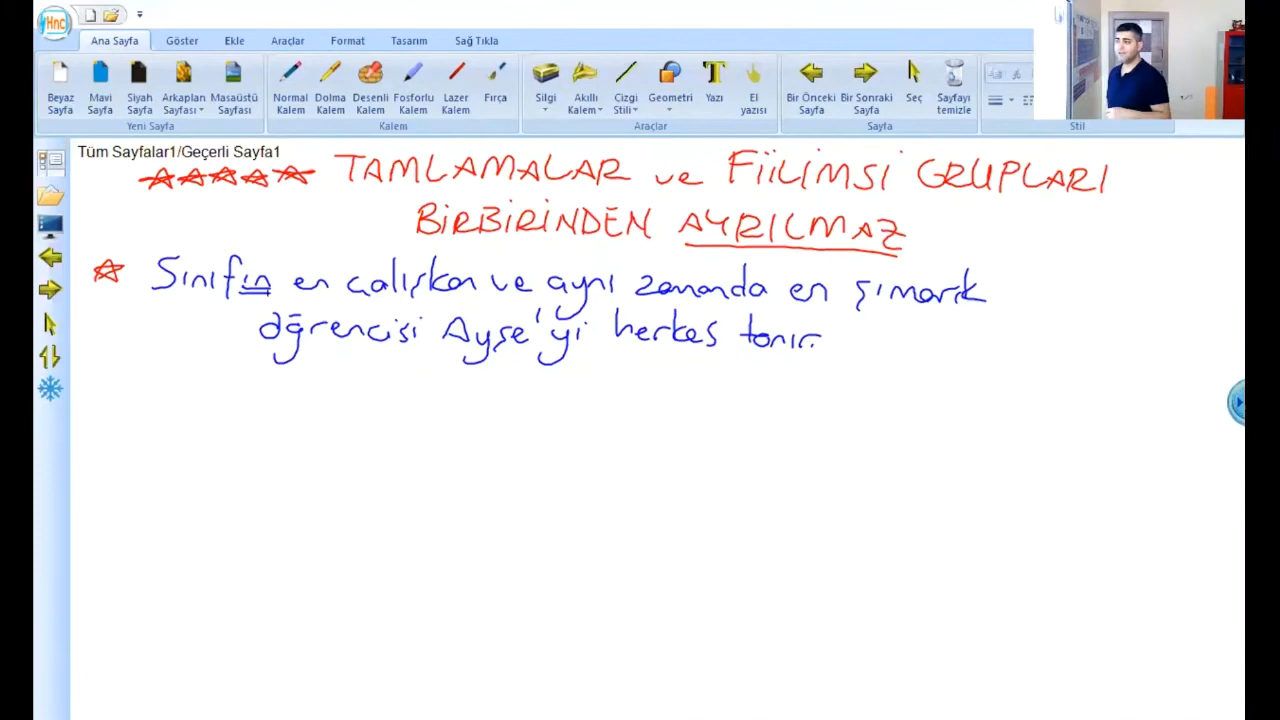 Hnc
Ana Sayfa Göster Ekle Araçlar Format Tasarım Sağ Tıkla
Beyaz Sayfa Mavi Sayfa Siyah Sayfa Arkaplan Sayfası Masaüstü Sayfası Normal Kalem Dolma Kalem Desenli Kalem Fosforlu Kalem Lazer Kalem Fırça Silgi Akıllı Kalem Çizgi Stili Geometri Yazı El yazısı Bir Önceki Sayfa Bir Sonraki Sayfa Seç Sayfayı temizle
Yeni Sayfa Kalem Araçlar Sayfa Stil
Tüm Sayfalar1/Geçerli Sayfa1
TAMLAMALAR ve FİİLİMSİ GRUPLARI
BİRBİRİNDEN AYRILMAZ
Sınıfın en çalışkan ve aynı zamanda en şımarık
öğrencisi Ayşe'yi herkes tanır.